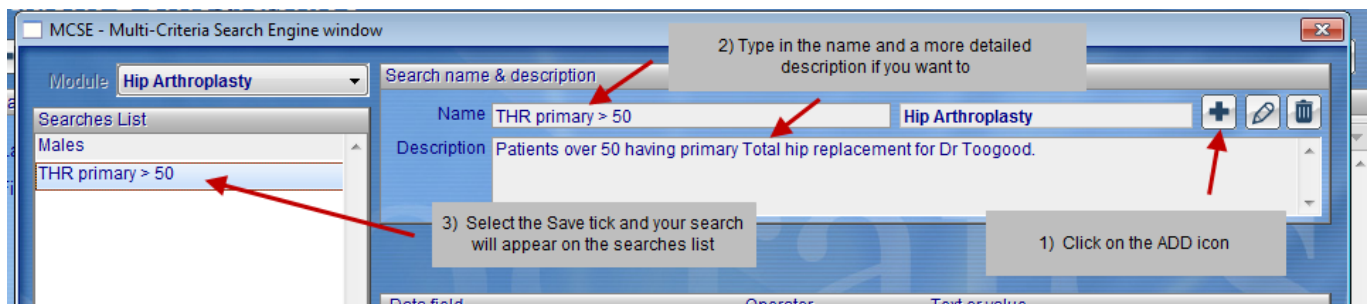 MCSE - Multi-Criteria Search Engine window
2) Type in the name and a more detailed
description if you want to
Module Hip Arthroplasty
Search name & description
Name THR primary > 50 Hip Arthroplasty
Searches List
Males
Description Patients over 50 having primary Total hip replacement for Dr Toogood.
THR primary > 50
3) Select the Save tick and your search
will appear on the searches list
1) Click on the ADD icon
Data field Operator Text or value